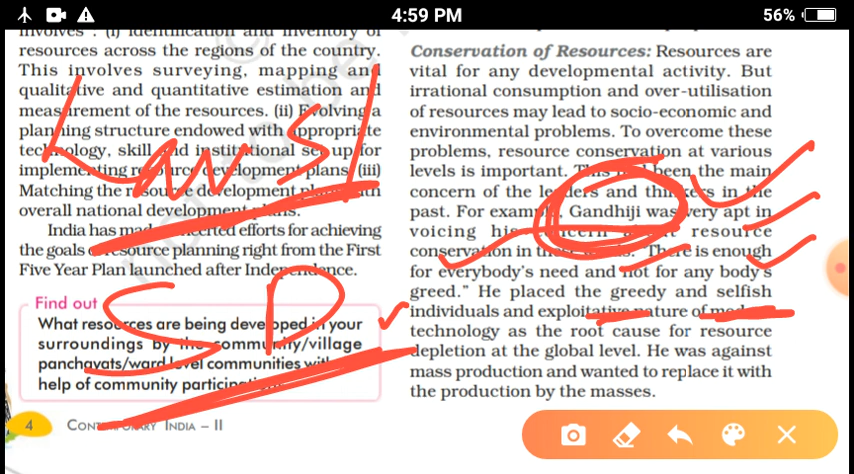 4:59 PM
56%
involves : (i) identification and inventory of
resources across the regions of the country.
This involves surveying, mapping and
qualitative and quantitative estimation and
measurement of the resources. (ii) Evolving a
planning structure endowed with appropriate
technology, skill and institutional set up for
implementing resource development plans. (iii)
Matching the resource development plans with
overall national development plans.
India has made concerted efforts for achieving
the goals of resource planning right from the First
Five Year Plan launched after Independence.
Find out
What resources are being developed in your
surroundings by the community/village
panchayats/ward level communities with
help of community participation
4 CONTEMPORARY INDIA – II
Conservation of Resources: Resources are
vital for any developmental activity. But
irrational consumption and over-utilisation
of resources may lead to socio-economic and
environmental problems. To overcome these
problems, resource conservation at various
levels is important. This had been the main
concern of the leaders and thinkers in the
past. For example, Gandhiji was very apt in
voicing his concern about resource
conservation in these words: "There is enough
for everybody's need and not for any body's
greed." He placed the greedy and selfish
individuals and exploitative nature of modern
technology as the root cause for resource
depletion at the global level. He was against
mass production and wanted to replace it with
the production by the masses.
SD